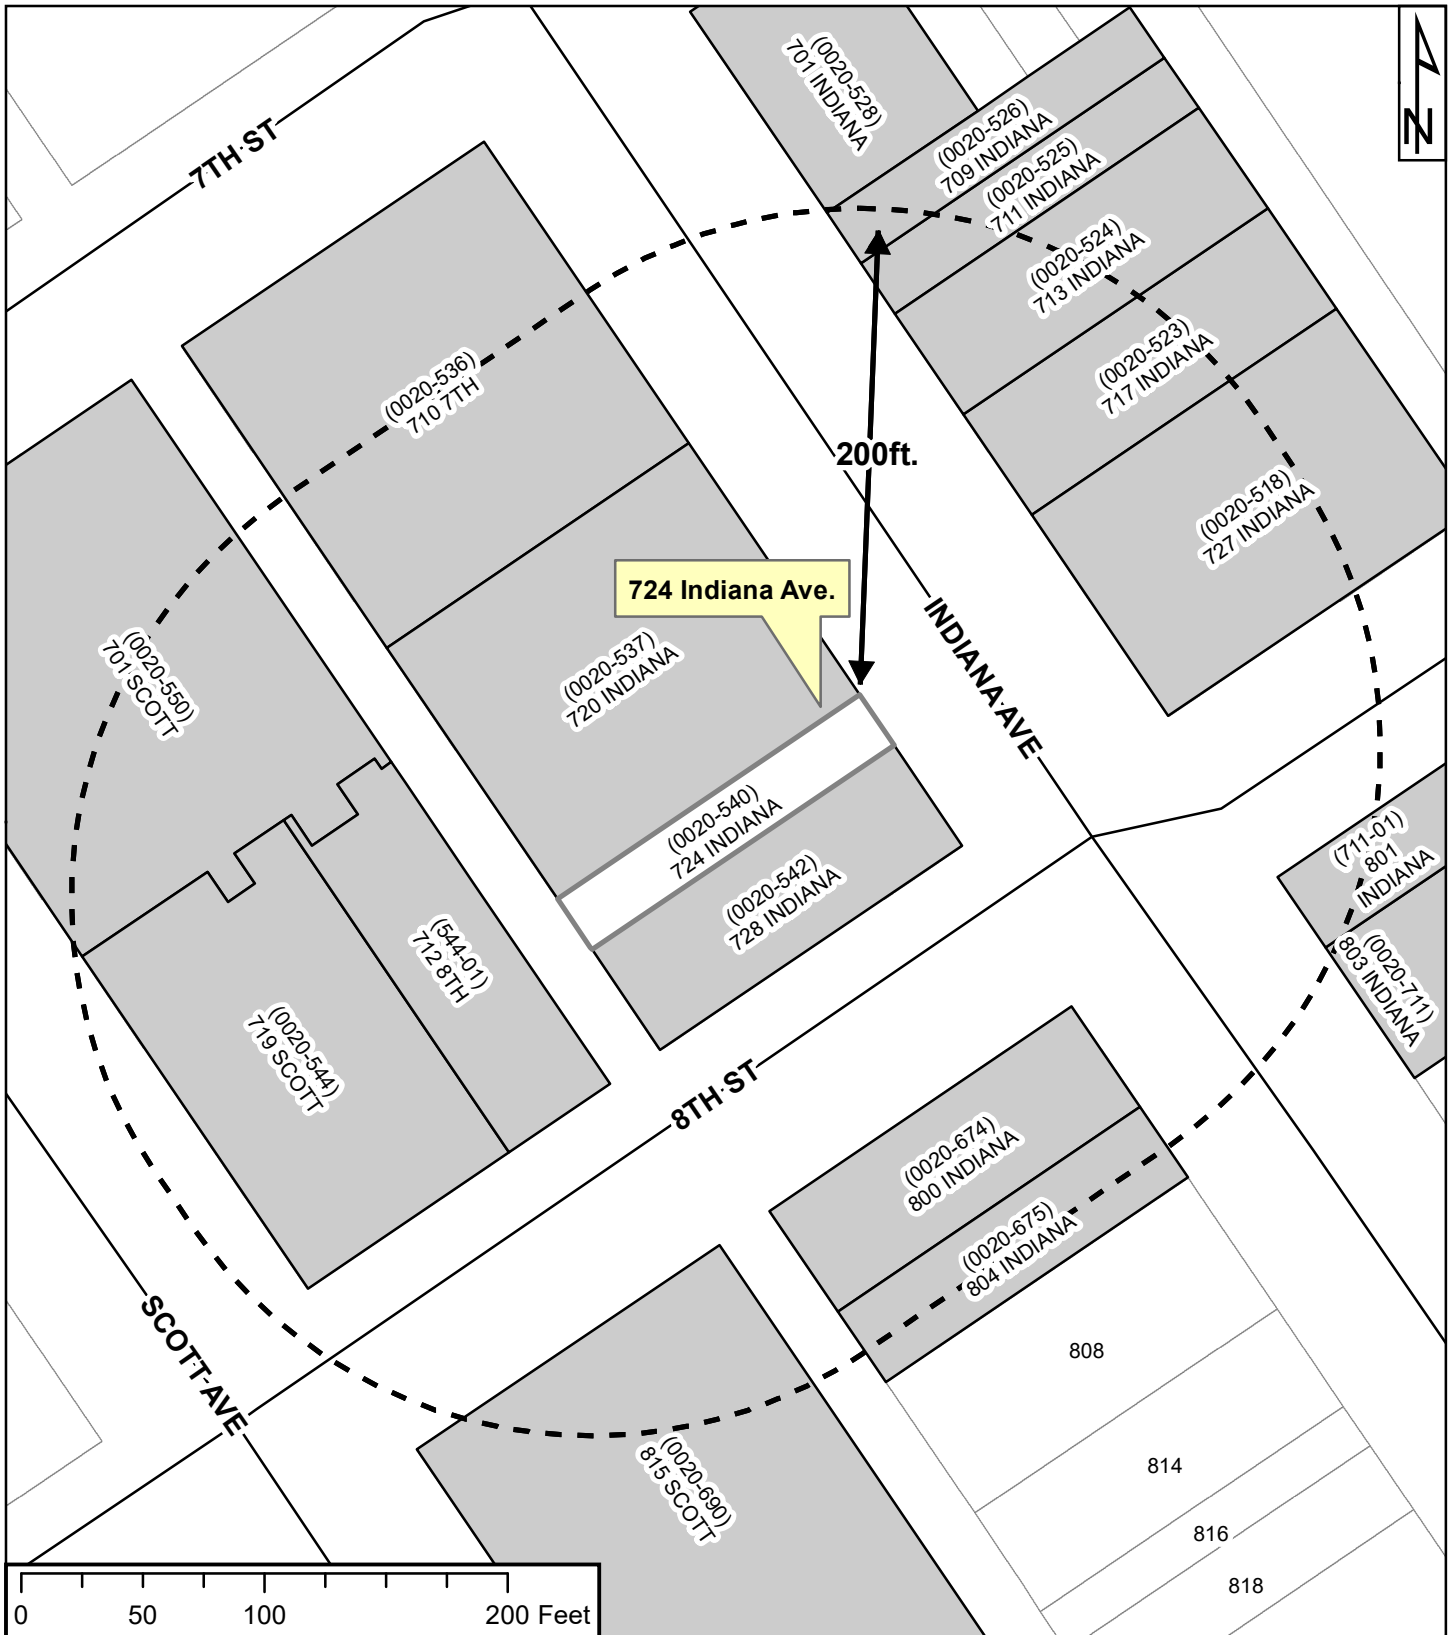 (0020-528)
701 INDIANA
N
7TH ST
(0020-526)
709 INDIANA
(0020-525)
711 INDIANA
(0020-524)
713 INDIANA
(0020-523)
717 INDIANA
(0020-536)
710 7TH
200ft.
(0020-518)
727 INDIANA
724 Indiana Ave.
INDIANA AVE
(0020-550)
701 SCOTT
(0020-537)
720 INDIANA
(0020-540)
724 INDIANA
(711-01)
801
INDIANA
(0020-542)
728 INDIANA
(544-01)
712 8TH
(0020-711)
803 INDIANA
(0020-544)
719 SCOTT
8TH ST
(0020-674)
800 INDIANA
(0020-675)
804 INDIANA
SCOTT AVE
808
814
(0020-690)
815 SCOTT
816
818
0 50 100 200 Feet